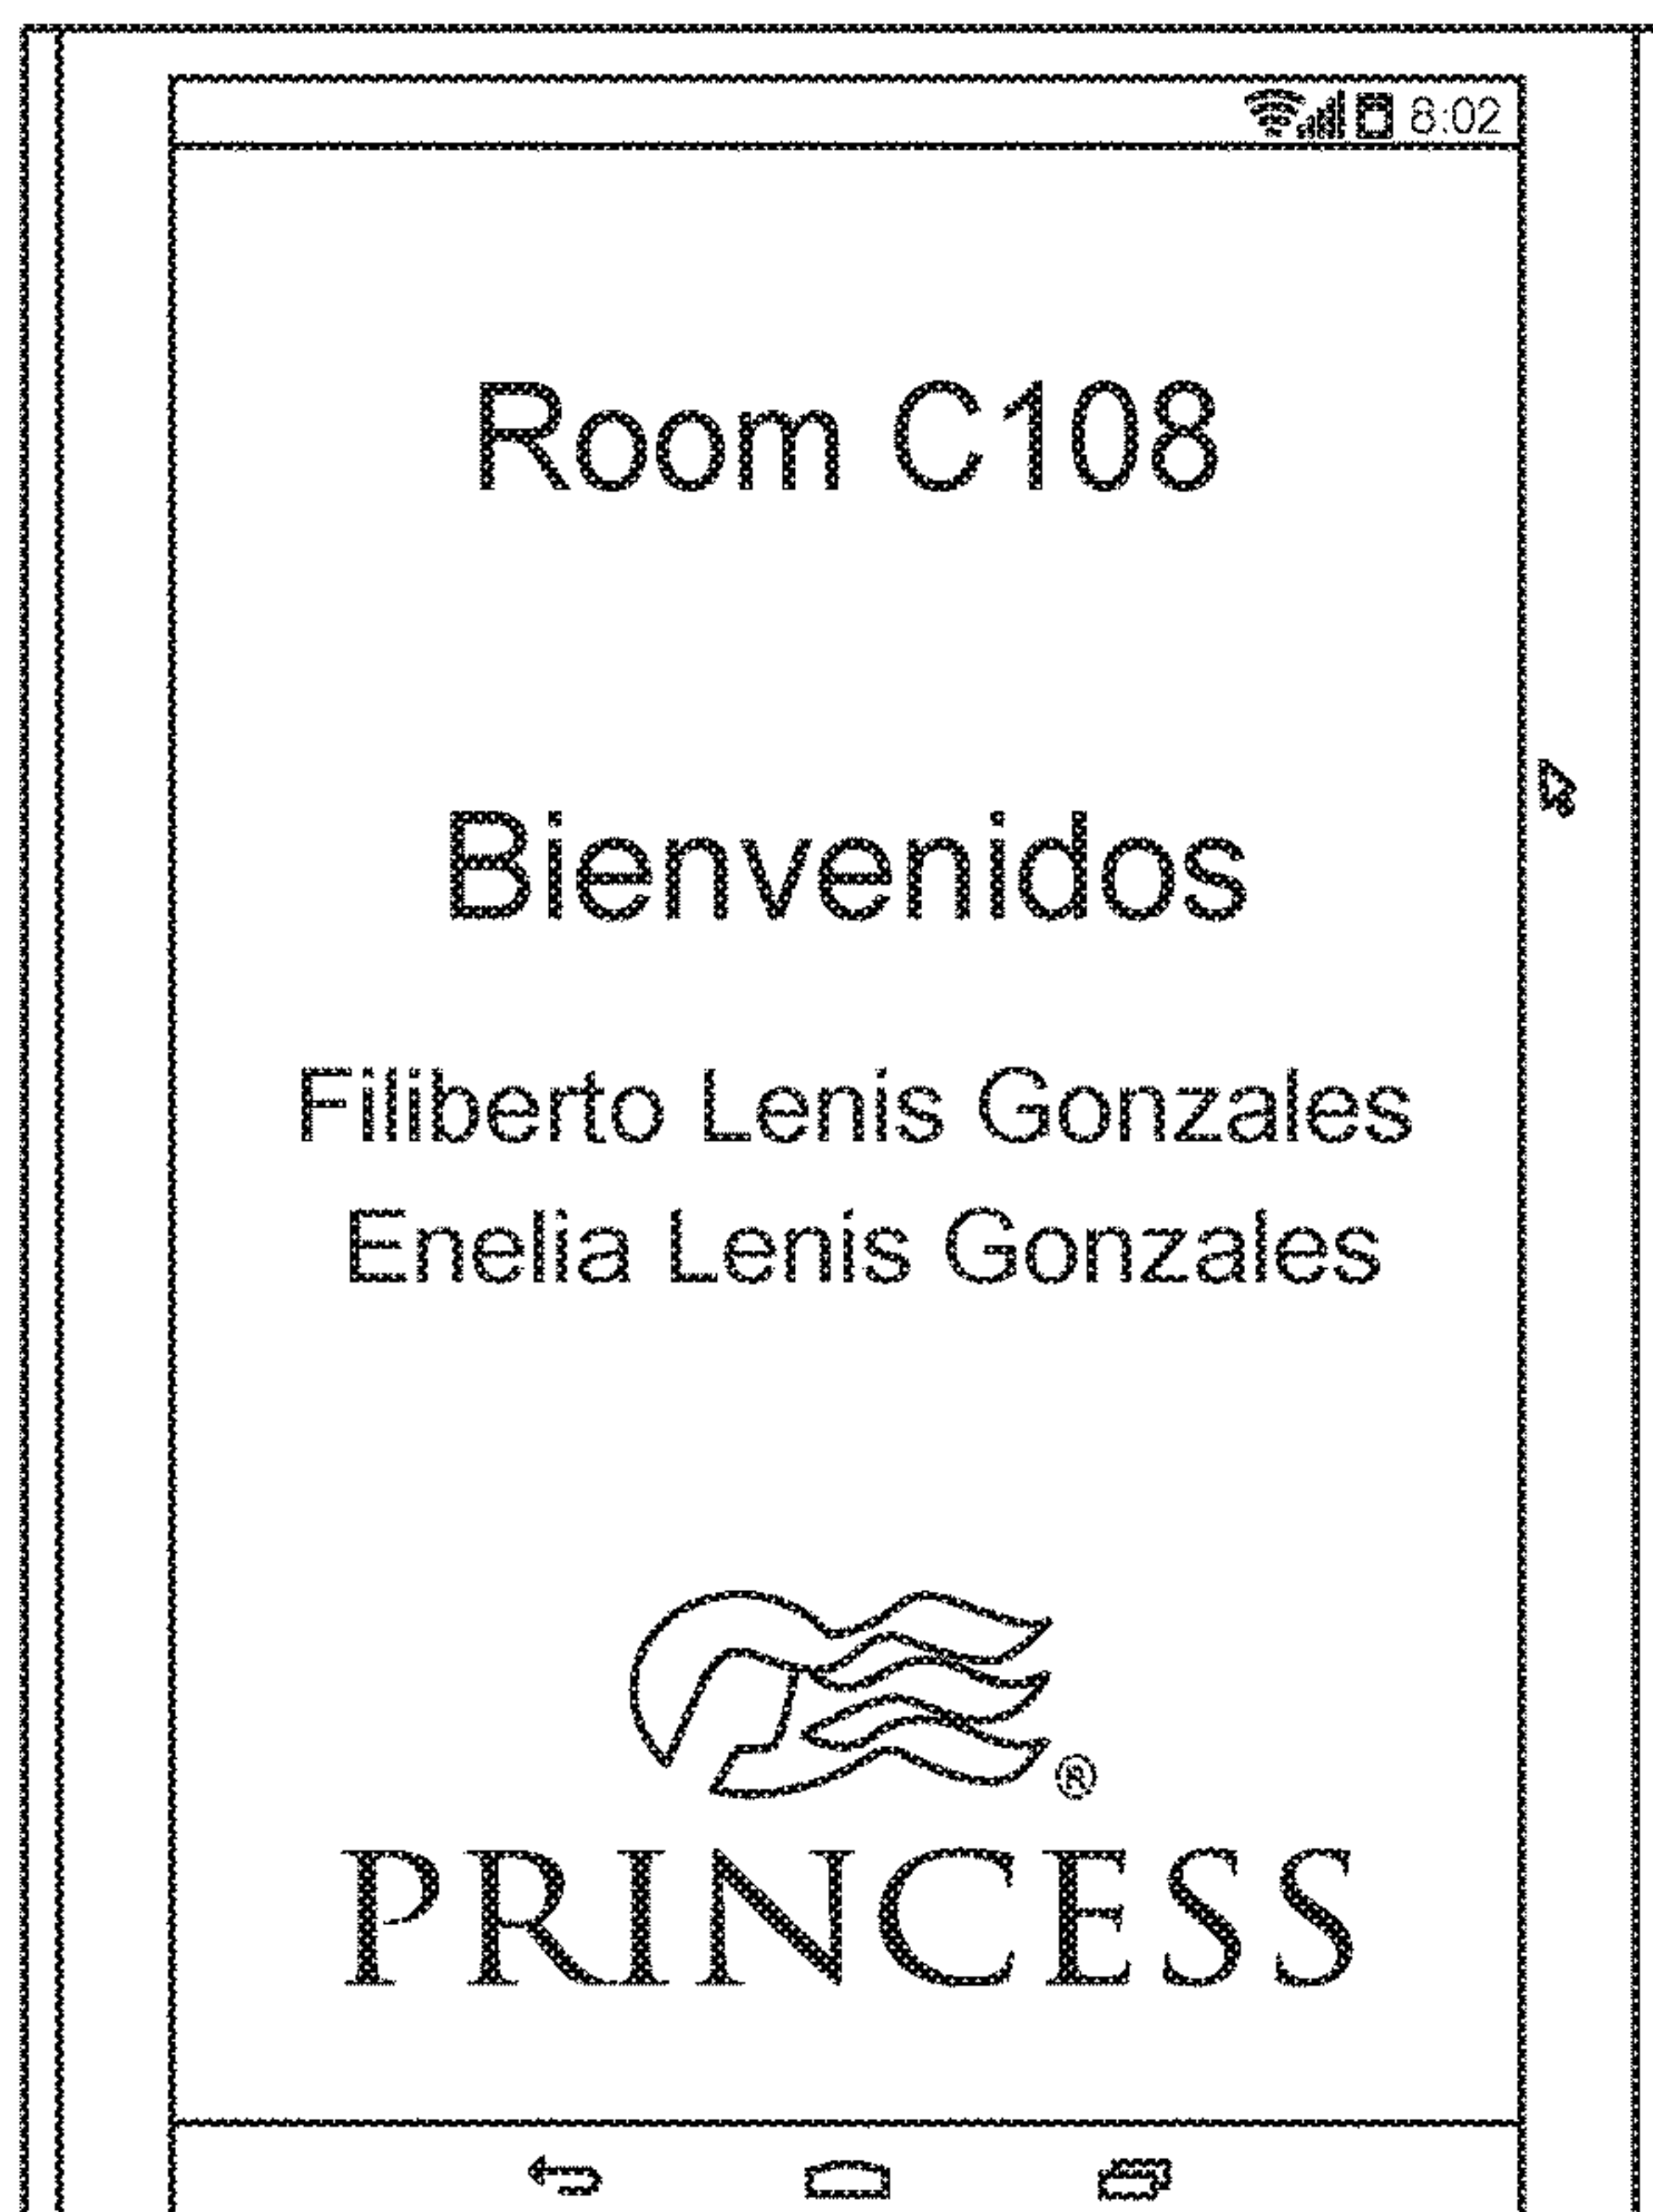 8:02
Room C108
Bienvenidos
Filiberto Lenis Gonzales
Enelia Lenis Gonzales
®
PRINCESS